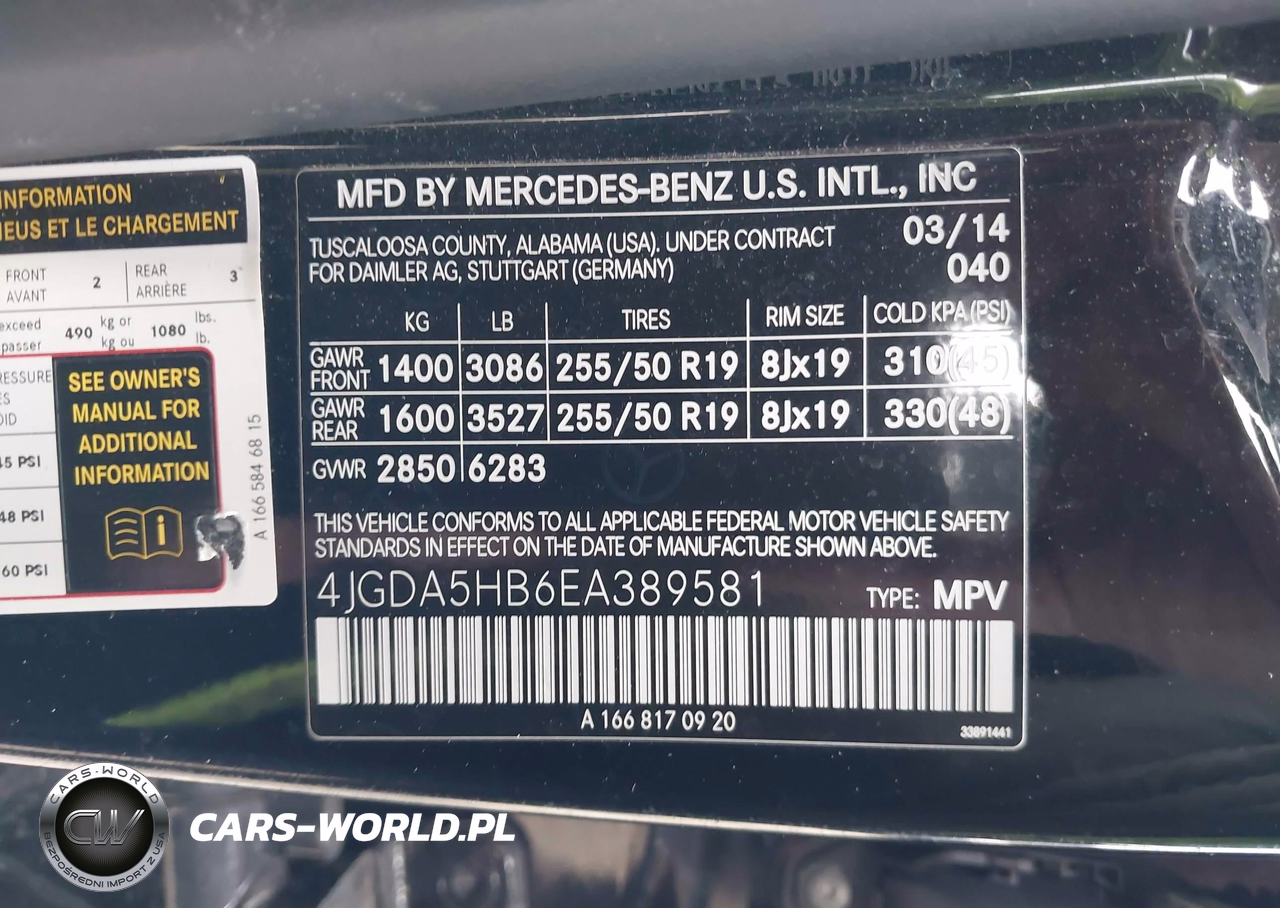 INFORMATION
NEUS ET LE CHARGEMENT
FRONT
AVANT
2
REAR
ARRIÈRE
3
exceed
passer
490
kg or
kg ou
1080
lbs.
lb.
RESSURE
SEE OWNER'S
MANUAL FOR
ADDITIONAL
INFORMATION
45 PSI
48 PSI
60 PSI
A 166 584 68 15
MFD BY MERCEDES-BENZ U.S. INTL., INC
TUSCALOOSA COUNTY, ALABAMA (USA). UNDER CONTRACT
FOR DAIMLER AG, STUTTGART (GERMANY)
03/14
040
KG LB TIRES RIM SIZE COLD KPA (PSI)
GAWR FRONT 1400 3086 255/50 R19 8Jx19 310(45)
GAWR REAR 1600 3527 255/50 R19 8Jx19 330(48)
GVWR 2850 6283
THIS VEHICLE CONFORMS TO ALL APPLICABLE FEDERAL MOTOR VEHICLE SAFETY
STANDARDS IN EFFECT ON THE DATE OF MANUFACTURE SHOWN ABOVE.
4JGDA5HB6EA389581 TYPE: MPV
A 166 817 09 20
33891441
CARS-WORLD
CW
BEZPOŚREDNI IMPORT Z USA
CARS-WORLD.PL